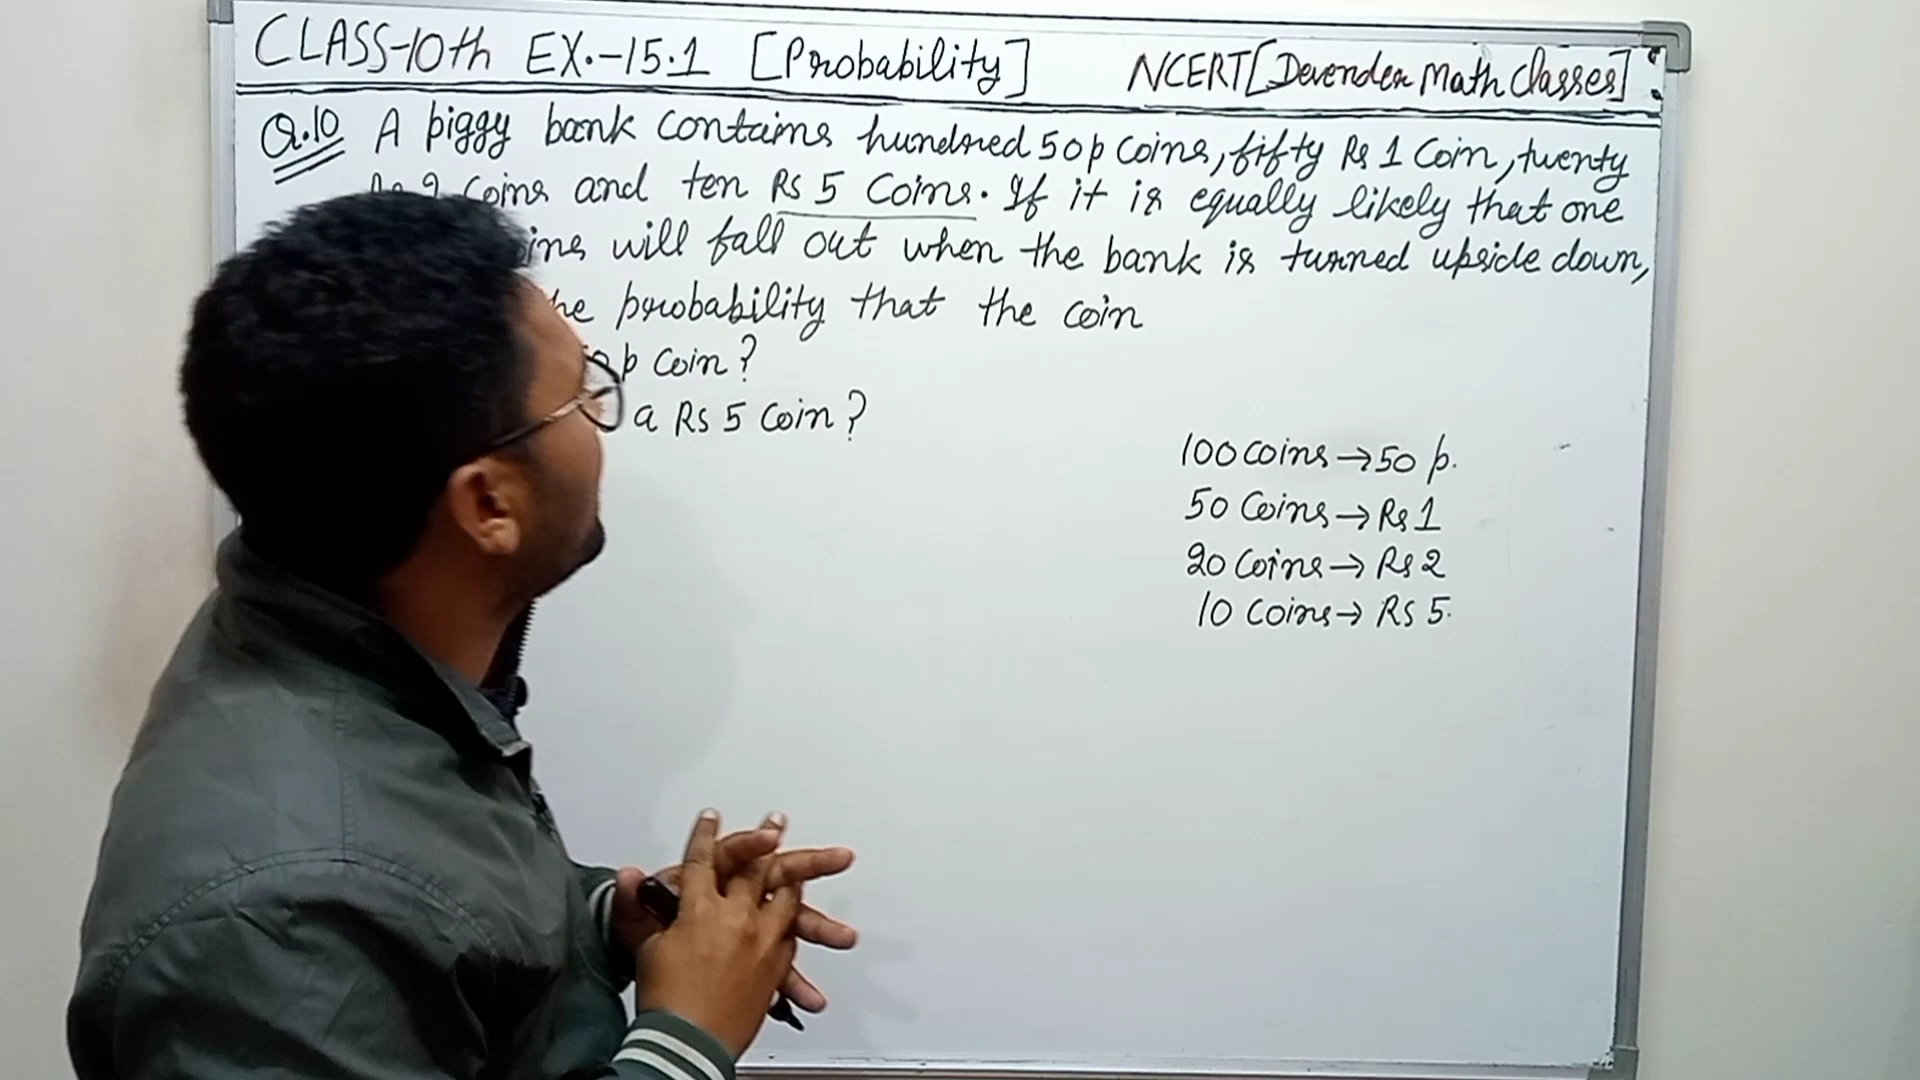 CLASS-10th EX.-15.1 [Probability] NCERT[Devender Math Classes]
Q.10 A piggy bank contains hundred 50p coins, fifty Rs 1 Coin, twenty
Rs 2 Coins and ten Rs 5 Coins. If it is equally likely that one
will fall out when the bank is turned upside down,
probability that the coin
p Coin?
a Rs 5 Coin?
100 coins → 50 p.
50 Coins → Rs 1
20 Coins → Rs 2
10 Coins → Rs 5.